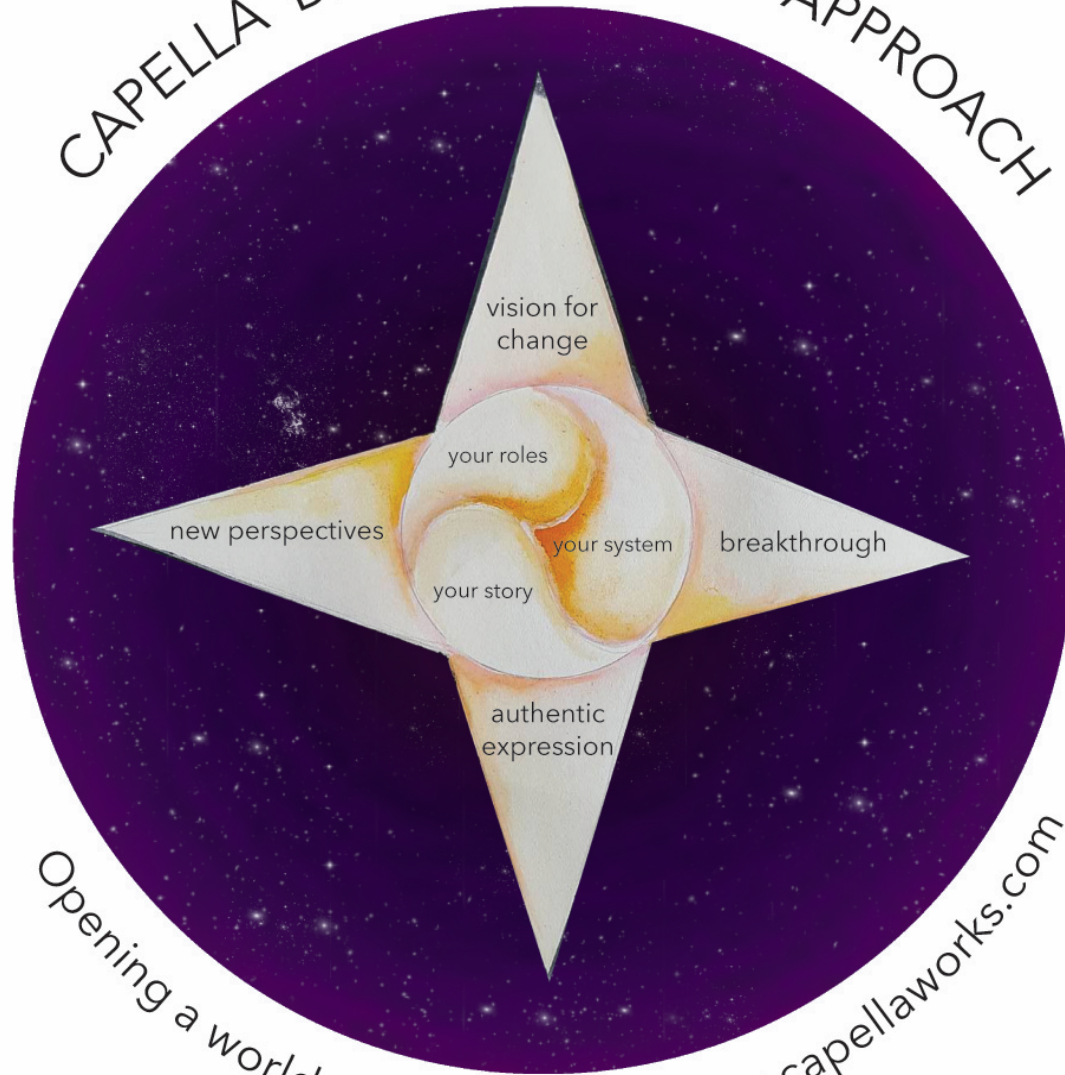 CAPELLA
APPROACH
vision for
change
your roles
new perspectives
your system
breakthrough
your story
authentic
expression
Opening a world
capellaworks.com